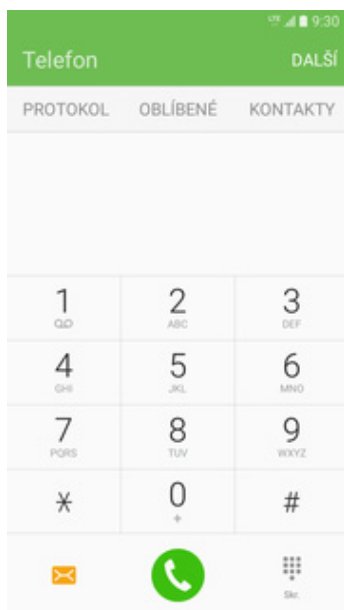 LTE 9:30
Telefon DALŠÍ
PROTOKOL OBLÍBENÉ KONTAKTY
1 2 3
ABC DEF
4 5 6
GHI JKL MNO
7 8 9
PQRS TUV WXYZ
* 0 #
+
Skr.